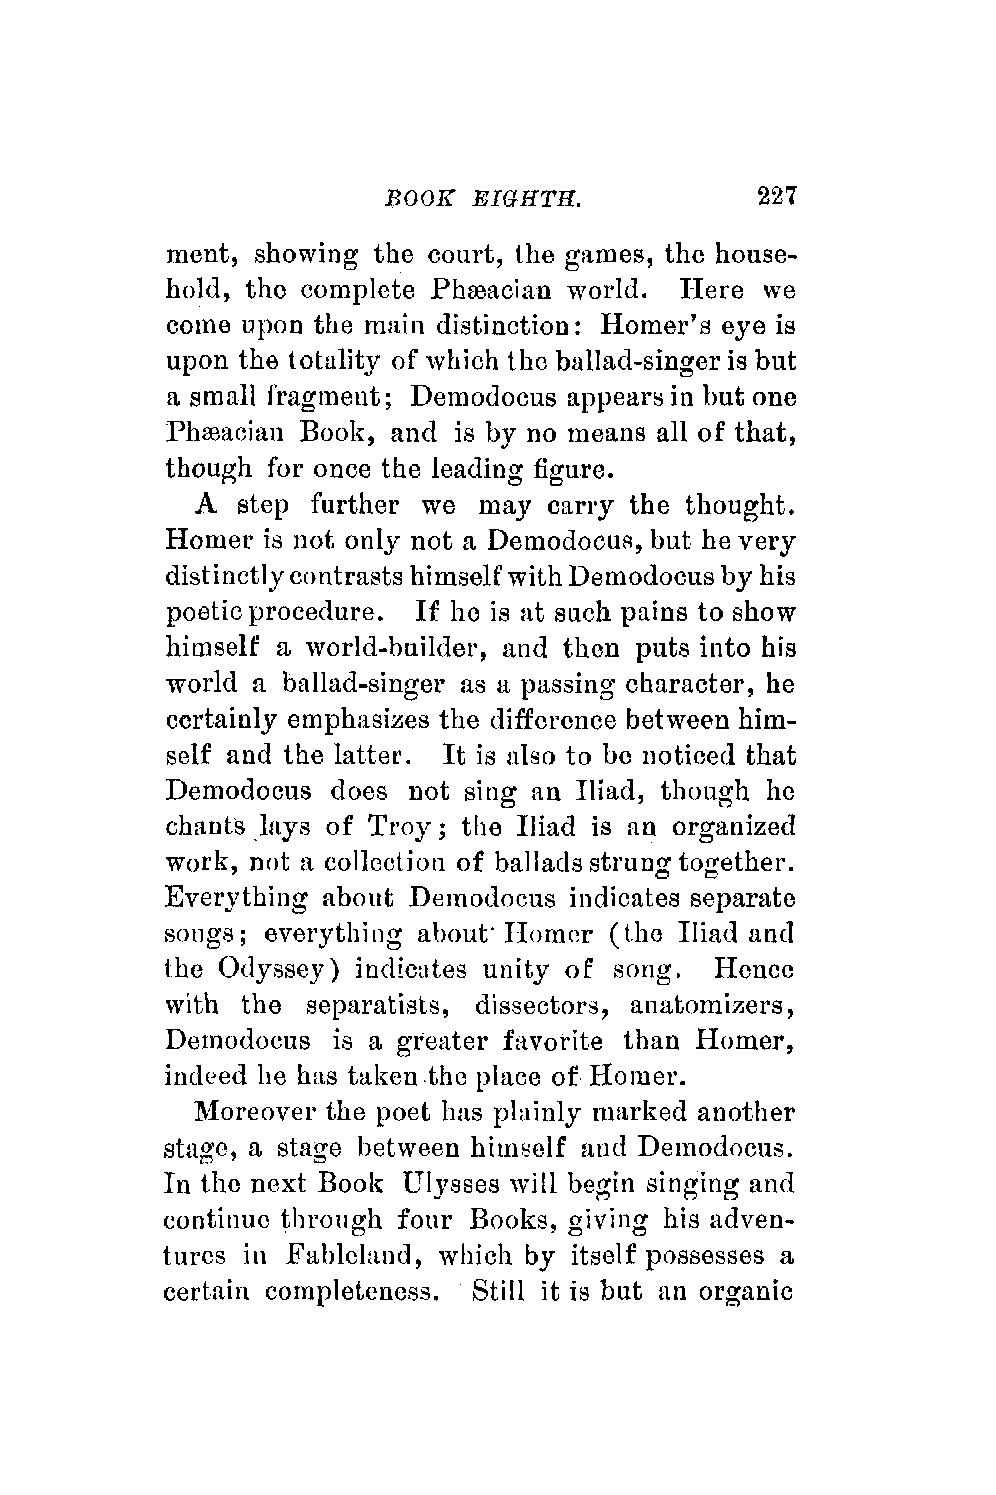 BOOK EIGHTH. 227
ment, showing the court, the games, the house-
hold, the complete Phæacian world. Here we
come upon the main distinction: Homer's eye is
upon the totality of which the ballad-singer is but
a small fragment; Demodocus appears in but one
Phæacian Book, and is by no means all of that,
though for once the leading figure.
A step further we may carry the thought.
Homer is not only not a Demodocus, but he very
distinctly contrasts himself with Demodocus by his
poetic procedure. If he is at such pains to show
himself a world-builder, and then puts into his
world a ballad-singer as a passing character, he
certainly emphasizes the difference between him-
self and the latter. It is also to be noticed that
Demodocus does not sing an Iliad, though he
chants lays of Troy; the Iliad is an organized
work, not a collection of ballads strung together.
Everything about Demodocus indicates separate
songs; everything about Homer (the Iliad and
the Odyssey) indicates unity of song. Hence
with the separatists, dissectors, anatomizers,
Demodocus is a greater favorite than Homer,
indeed he has taken the place of Homer.
Moreover the poet has plainly marked another
stage, a stage between himself and Demodocus.
In the next Book Ulysses will begin singing and
continue through four Books, giving his adven-
tures in Fableland, which by itself possesses a
certain completeness. Still it is but an organic